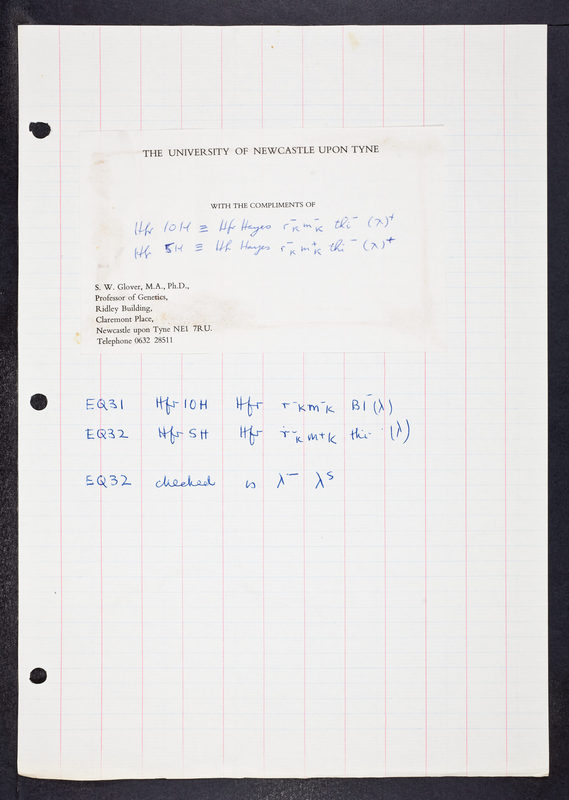 THE UNIVERSITY OF NEWCASTLE UPON TYNE
WITH THE COMPLIMENTS OF
Hfr 10H ≡ Hfr Hayes r⁻ₖ m⁻ₖ thi⁻ (λ)⁺
Hfr 5H ≡ Hfr Hayes r⁻ₖ m⁺ₖ thi⁻ (λ)⁺
S. W. Glover, M.A., Ph.D.,
Professor of Genetics,
Ridley Building,
Claremont Place,
Newcastle upon Tyne NE1 7RU.
Telephone 0632 28511
EQ31 Hfr 10H Hfr r⁻ₖ m⁻ₖ B1⁻ (λ)
EQ32 Hfr 5H Hfr r⁻ₖ m⁺ₖ thi⁻ (λ)
EQ32 checked is λ⁻ λˢ